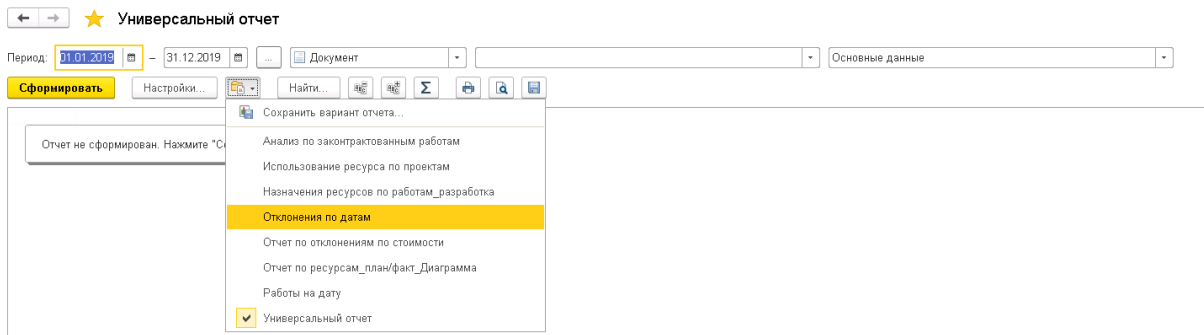 Универсальный отчет
Период: 01.01.2019 – 31.12.2019 ... Документ Основные данные
Сформировать Настройки... Найти... Σ
Сохранить вариант отчета...
Отчет не сформирован. Нажмите "С
Анализ по законтрактованным работам
Использование ресурса по проектам
Назначения ресурсов по работам_разработка
Отклонения по датам
Отчет по отклонениям по стоимости
Отчет по ресурсам_план/факт_Диаграмма
Работы на дату
Универсальный отчет